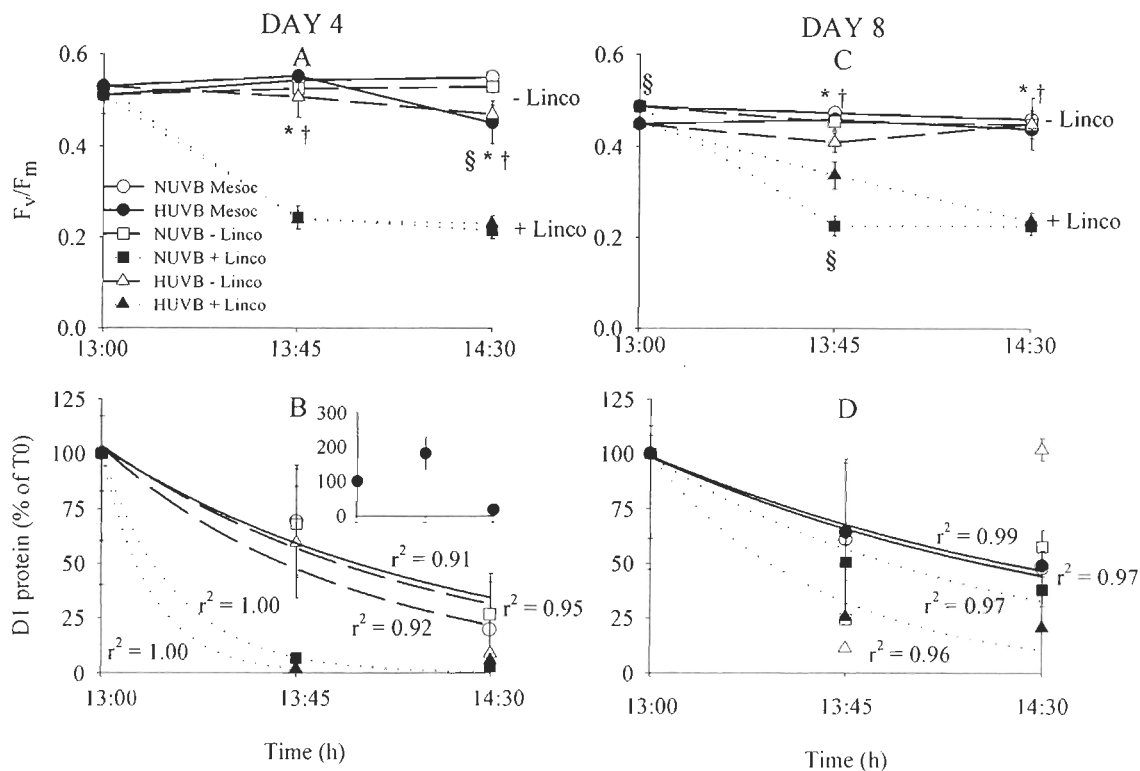 DAY 4
DAY 8
A
C
0.6
0.4
0.2
0.0
Fv/Fm
- Linco
+ Linco
* †
§ * †
NUVB Mesoc
HUVB Mesoc
NUVB - Linco
NUVB + Linco
HUVB - Linco
HUVB + Linco
13:00
13:45
14:30
0.6
0.4
0.2
0.0
§
* †
* †
- Linco
+ Linco
§
13:00
13:45
14:30
B
D
125
100
75
50
25
0
D1 protein (% of T0)
300
200
100
0
r² = 0.91
r² = 1.00
r² = 0.95
r² = 0.92
r² = 1.00
13:00
13:45
14:30
Time (h)
125
100
75
50
25
0
r² = 0.99
r² = 0.97
r² = 0.97
r² = 0.96
13:00
13:45
14:30
Time (h)